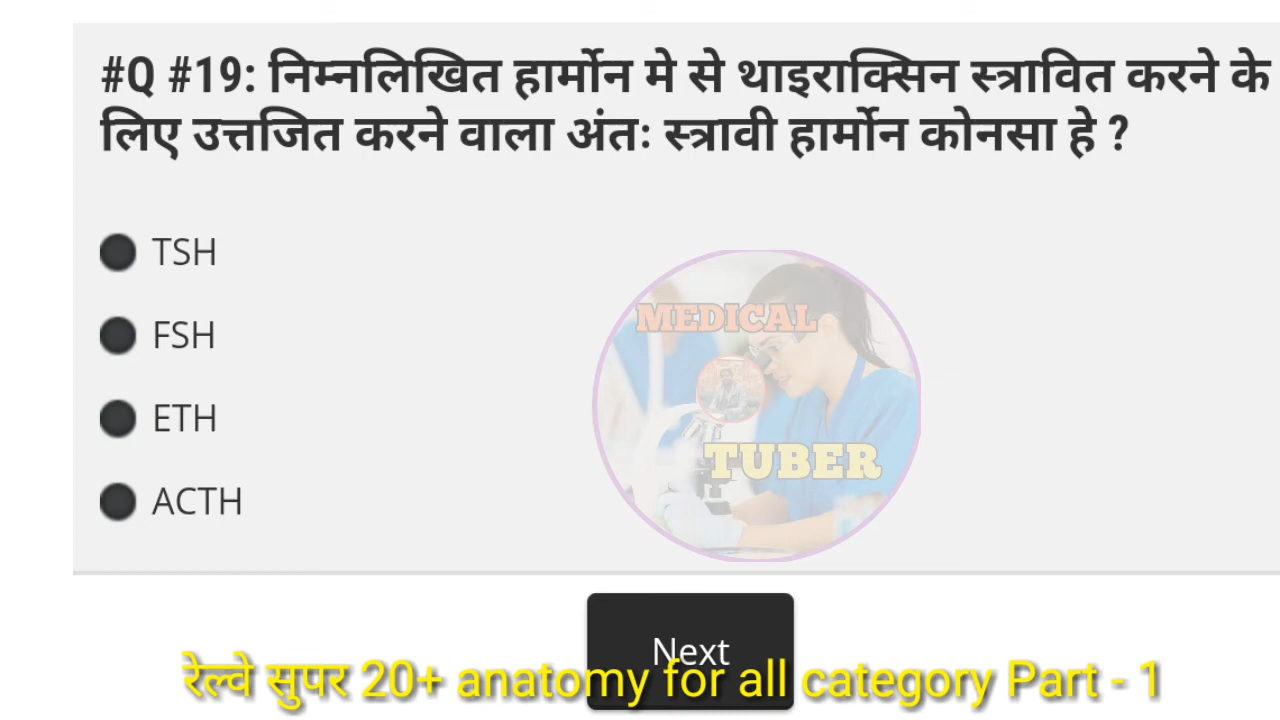 #Q #19: निम्नलिखित हार्मोन मे से थाइराक्सिन स्त्रावित करने के
लिए उत्तजित करने वाला अंतः स्त्रावी हार्मोन कोनसा हे ?
TSH
FSH
ETH
ACTH
MEDICAL
TUBER
Next
रेल्वे सुपर 20+ anatomy for all category Part - 1